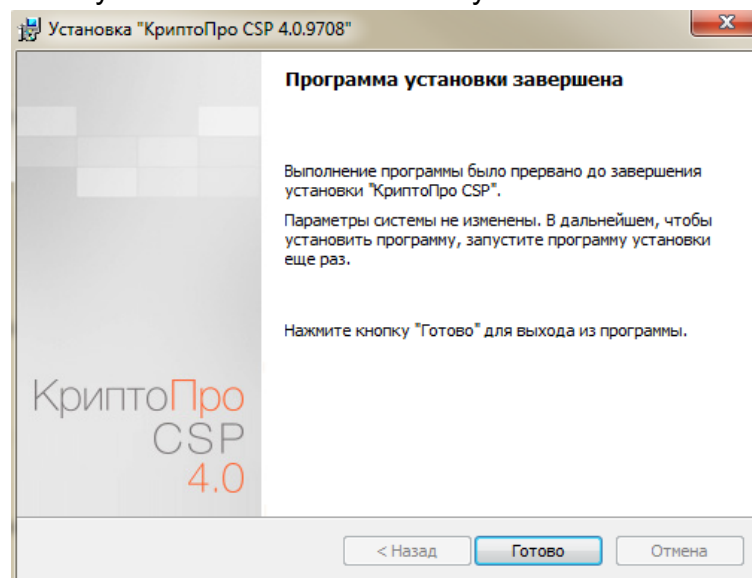 Установка "КриптоПро CSP 4.0.9708"
Программа установки завершена
Выполнение программы было прервано до завершения
установки "КриптоПро CSP".
Параметры системы не изменены. В дальнейшем, чтобы
установить программу, запустите программу установки
еще раз.
Нажмите кнопку "Готово" для выхода из программы.
КриптоПро
CSP
4.0
< Назад Готово Отмена